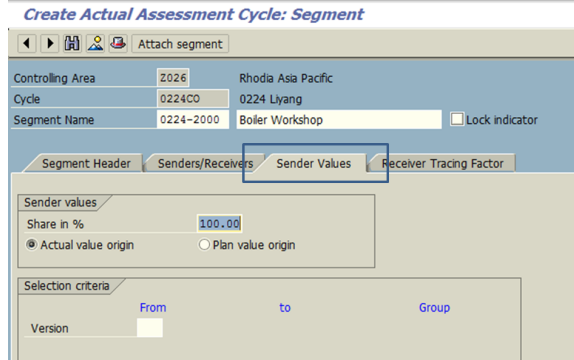 Create Actual Assessment Cycle: Segment
Attach segment
Controlling Area Z026 Rhodia Asia Pacific
Cycle 0224CO 0224 Liyang
Segment Name 0224-2000 Boiler Workshop Lock indicator
Segment Header Senders/Receivers Sender Values Receiver Tracing Factor
Sender values
Share in % 100.00
Actual value origin Plan value origin
Selection criteria
From to Group
Version